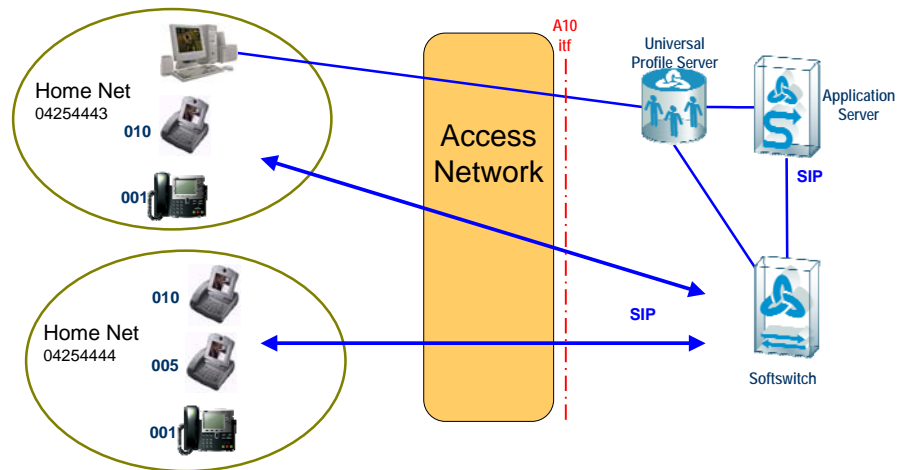 A10
itf
Universal
Profile Server
Home Net
04254443
010
001
Access
Network
Application
Server
SIP
Home Net
04254444
010
005
001
SIP
Softswitch